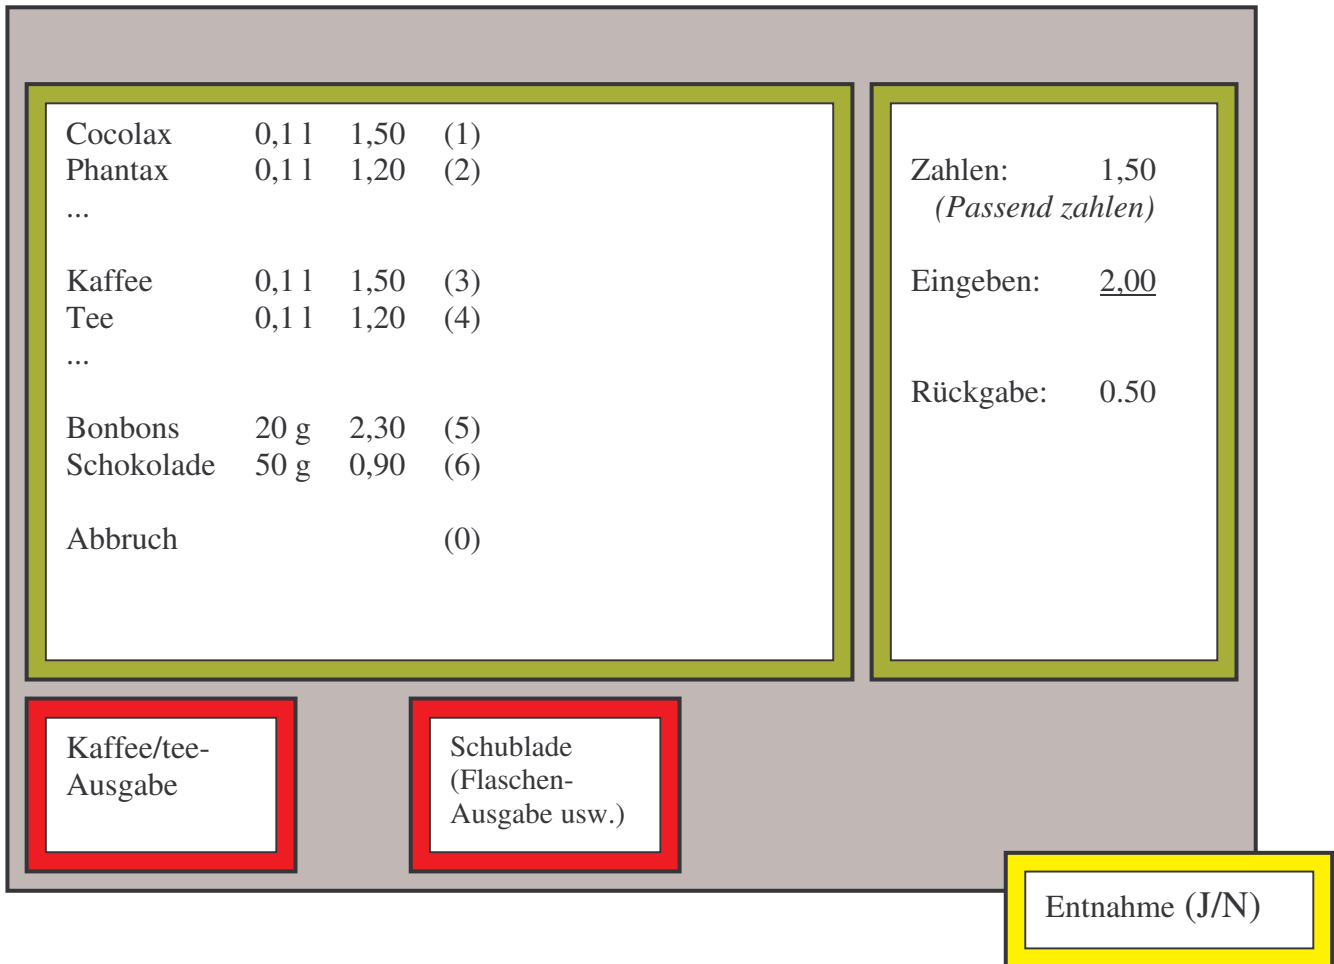 Cocolax 0,1 l 1,50 (1)
Phantax 0,1 l 1,20 (2)
...
Kaffee 0,1 l 1,50 (3)
Tee 0,1 l 1,20 (4)
...
Bonbons 20 g 2,30 (5)
Schokolade 50 g 0,90 (6)
Abbruch (0)
Zahlen: 1,50
(Passend zahlen)
Eingeben: 2,00
Rückgabe: 0.50
Kaffee/tee-
Ausgabe
Schublade
(Flaschen-
Ausgabe usw.)
Entnahme (J/N)